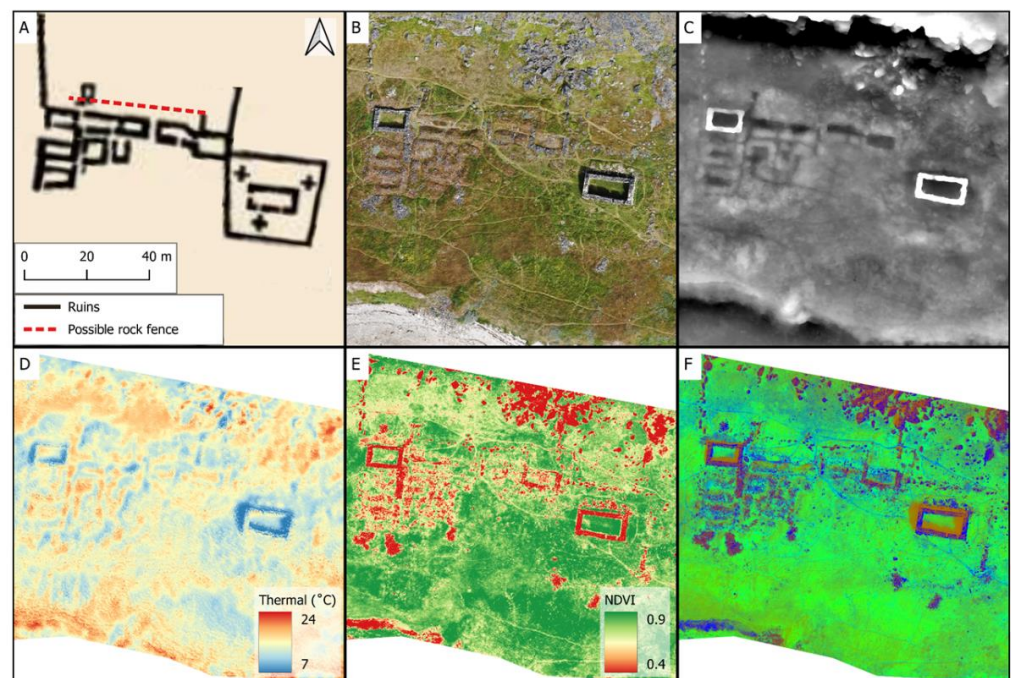 A
B
C
0 20 40 m
Ruins
Possible rock fence
D
E
F
Thermal (°C)
24
7
NDVI
0.9
0.4